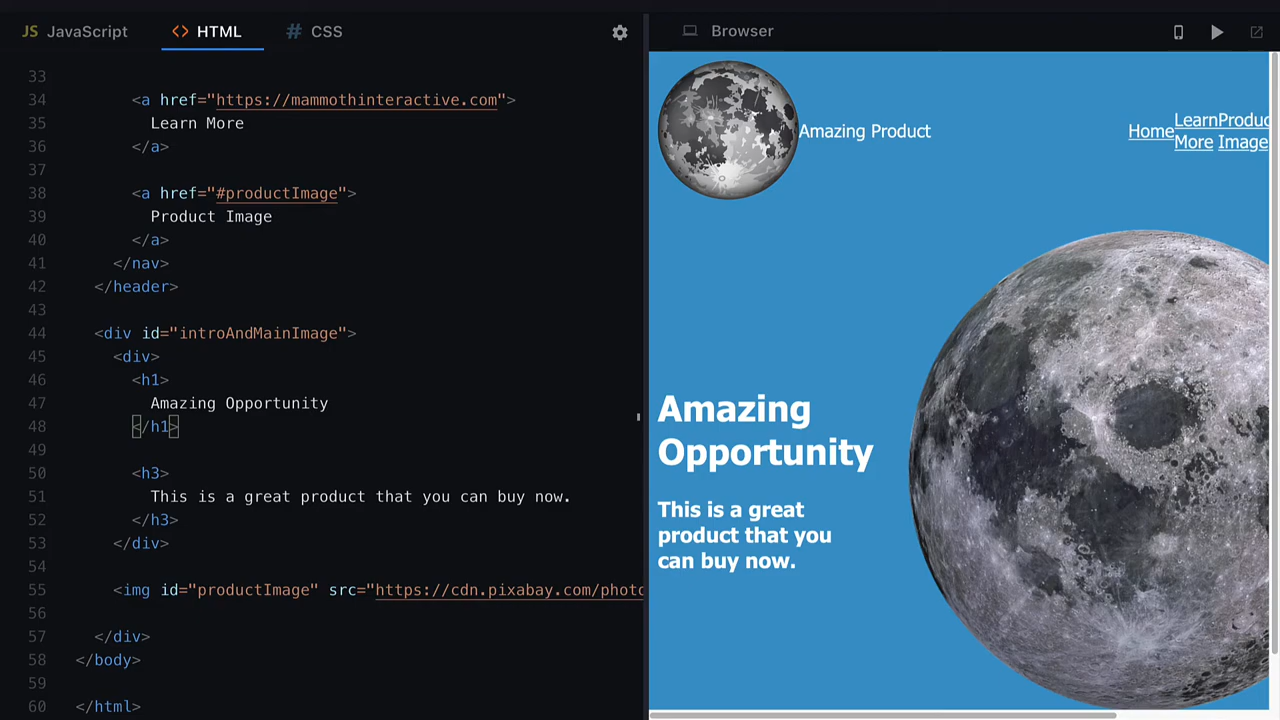 JS JavaScript
<> HTML
# CSS
Browser
33
34 <a href="https://mammothinteractive.com">
35 Learn More
36 </a>
37
38 <a href="#productImage">
39 Product Image
40 </a>
41 </nav>
42 </header>
43
44 <div id="introAndMainImage">
45 <div>
46 <h1>
47 Amazing Opportunity
48 </h1>
49
50 <h3>
51 This is a great product that you can buy now.
52 </h3>
53 </div>
54
55 <img id="productImage" src="https://cdn.pixabay.com/photo
56
57 </div>
58 </body>
59
60 </html>
Amazing Product
Home
Learn
More
Produc
Image
Amazing
Opportunity
This is a great
product that you
can buy now.